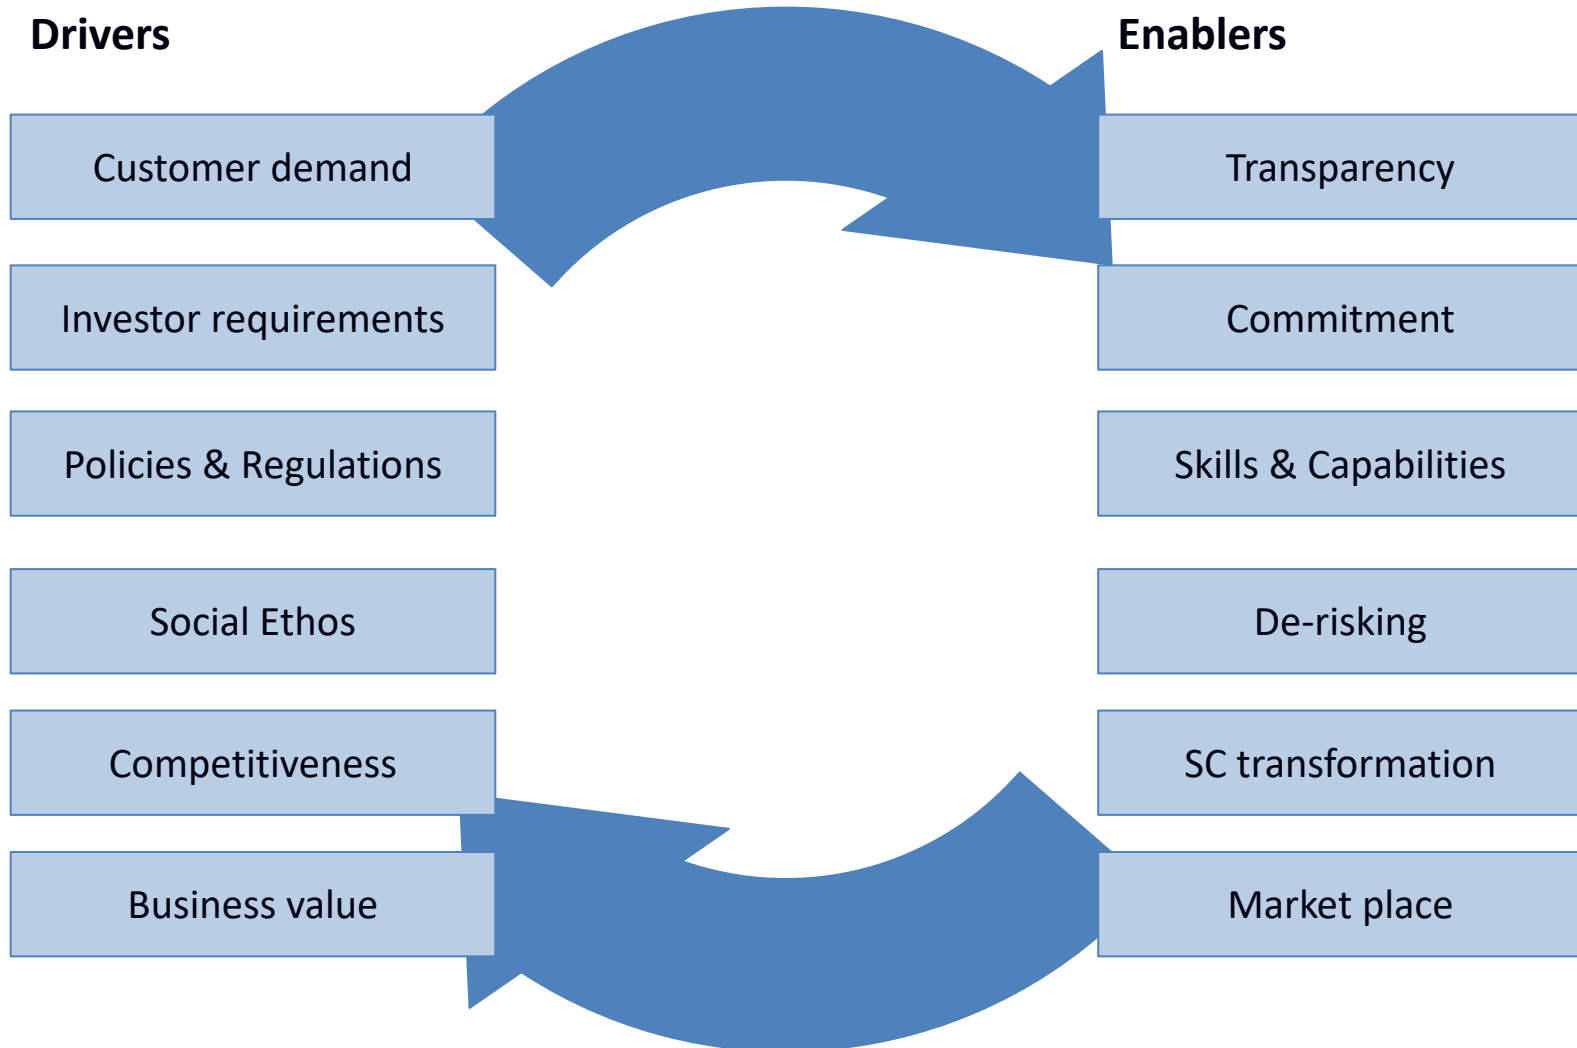 Drivers
Enablers
Customer demand
Transparency
Investor requirements
Commitment
Policies & Regulations
Skills & Capabilities
Social Ethos
De-risking
Competitiveness
SC transformation
Business value
Market place